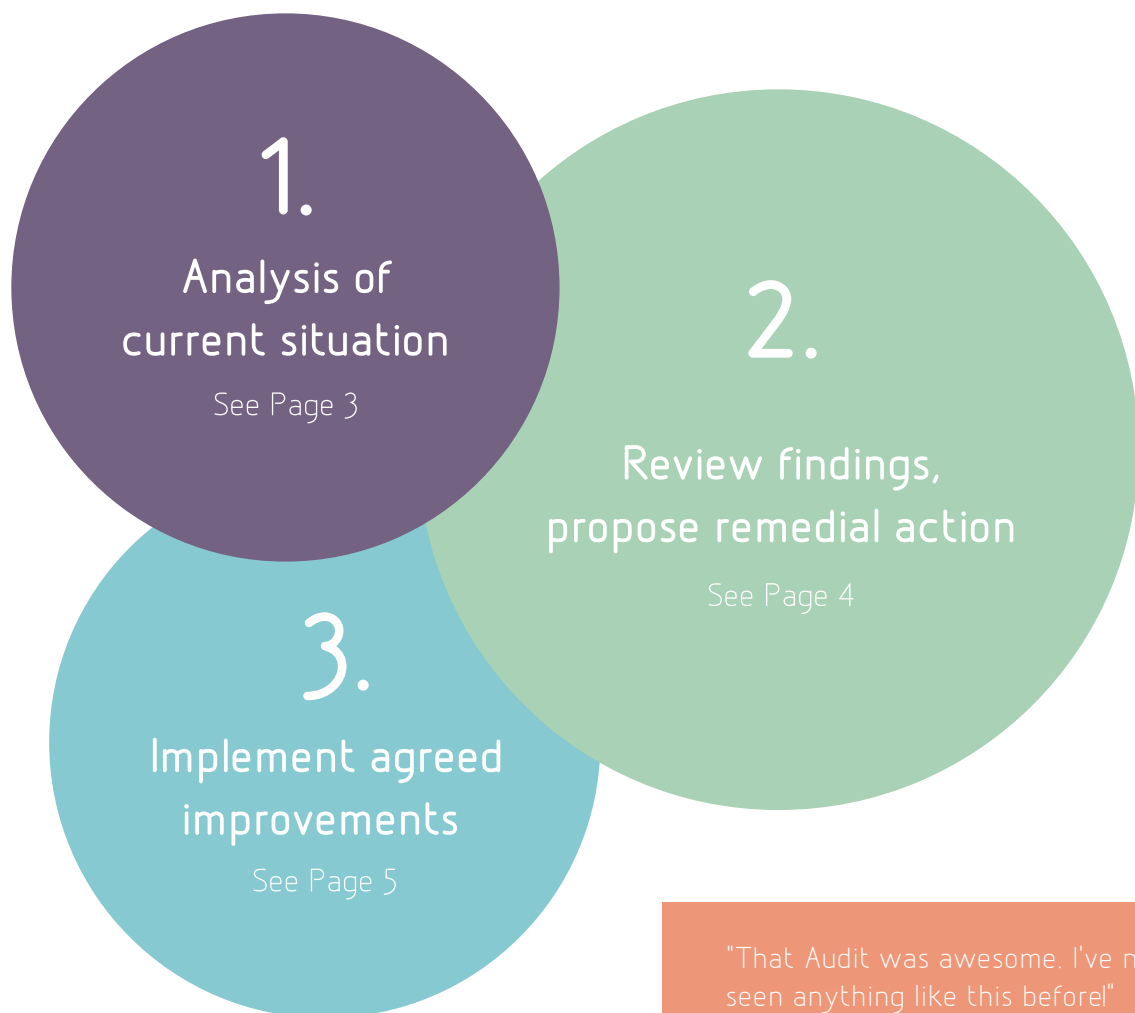 1.
Analysis of
current situation
See Page 3
2.
Review findings,
propose remedial action
See Page 4
3.
Implement agreed
improvements
See Page 5
"That Audit was awesome. I've
seen anything like this before!"